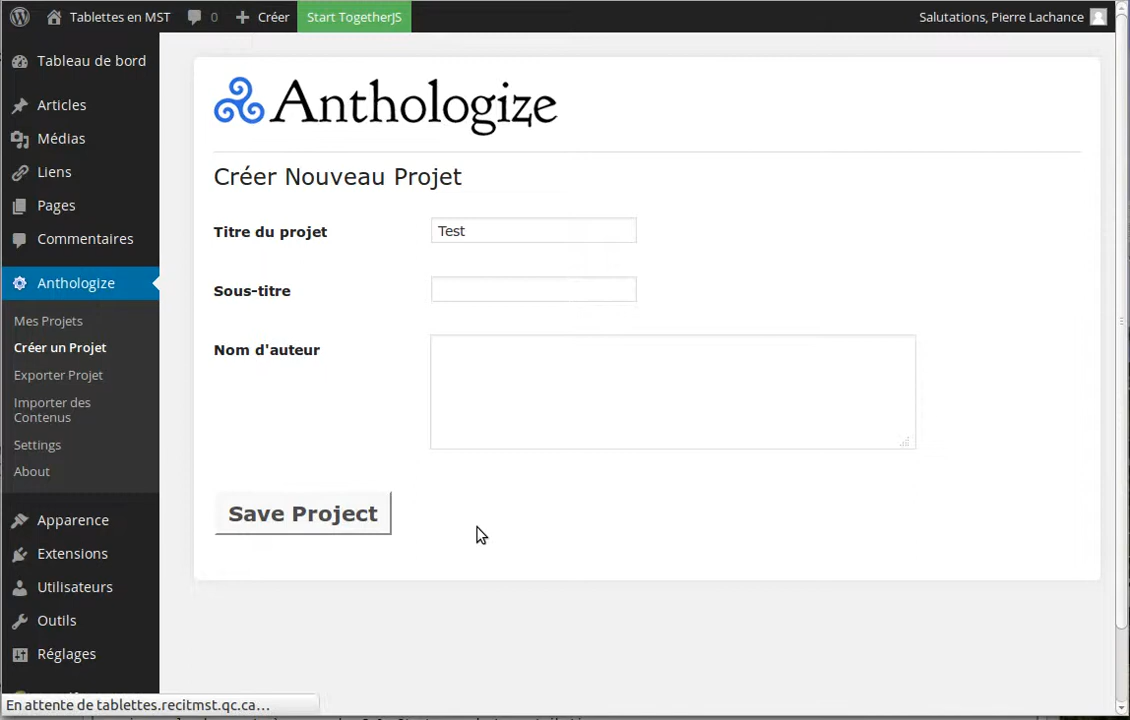 Tablettes en MST 0 Créer Start TogetherJS Salutations, Pierre Lachance
Tableau de bord
Articles
Médias
Liens
Pages
Commentaires
Anthologize
Mes Projets
Créer un Projet
Exporter Projet
Importer des
Contenus
Settings
About
Apparence
Extensions
Utilisateurs
Outils
Réglages
Anthologize
Créer Nouveau Projet
Titre du projet Test
Sous-titre
Nom d'auteur
Save Project
En attente de tablettes.recitmst.qc.ca...